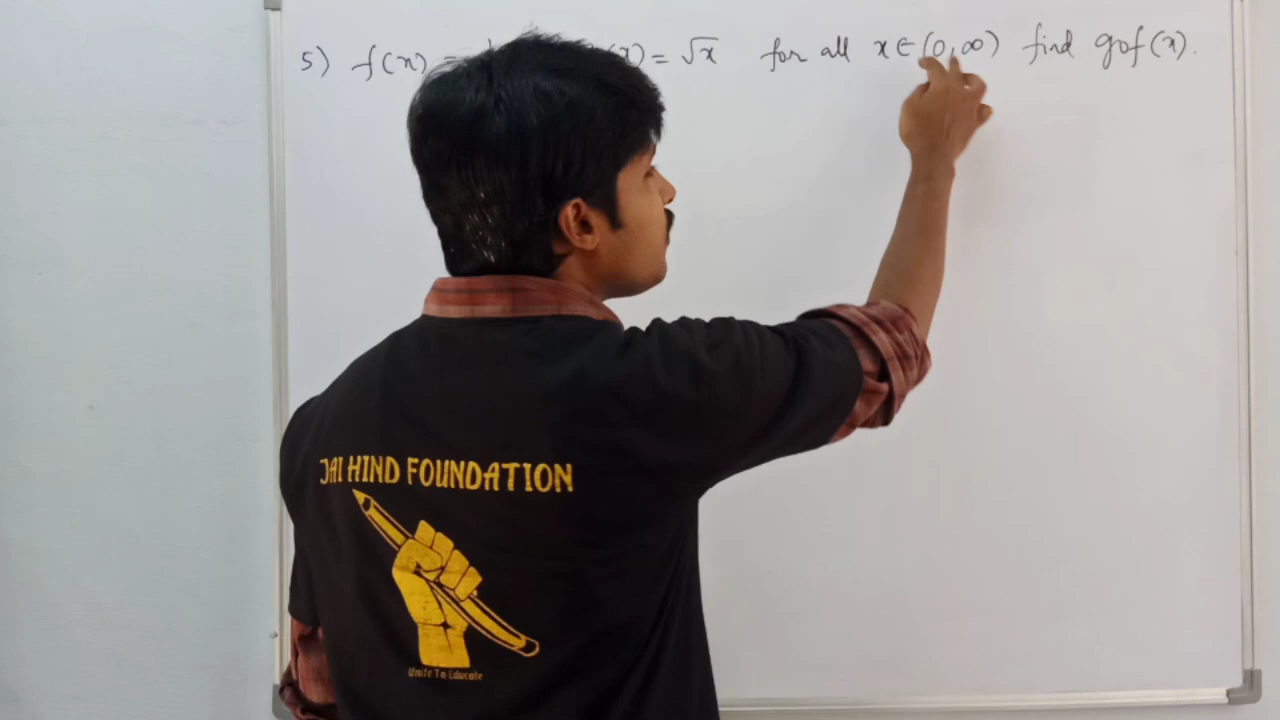 5) f(x) = (x) = √x for all x ∈ (0, ∞) find gof(x).
JAI HIND FOUNDATION
Unite To Educate